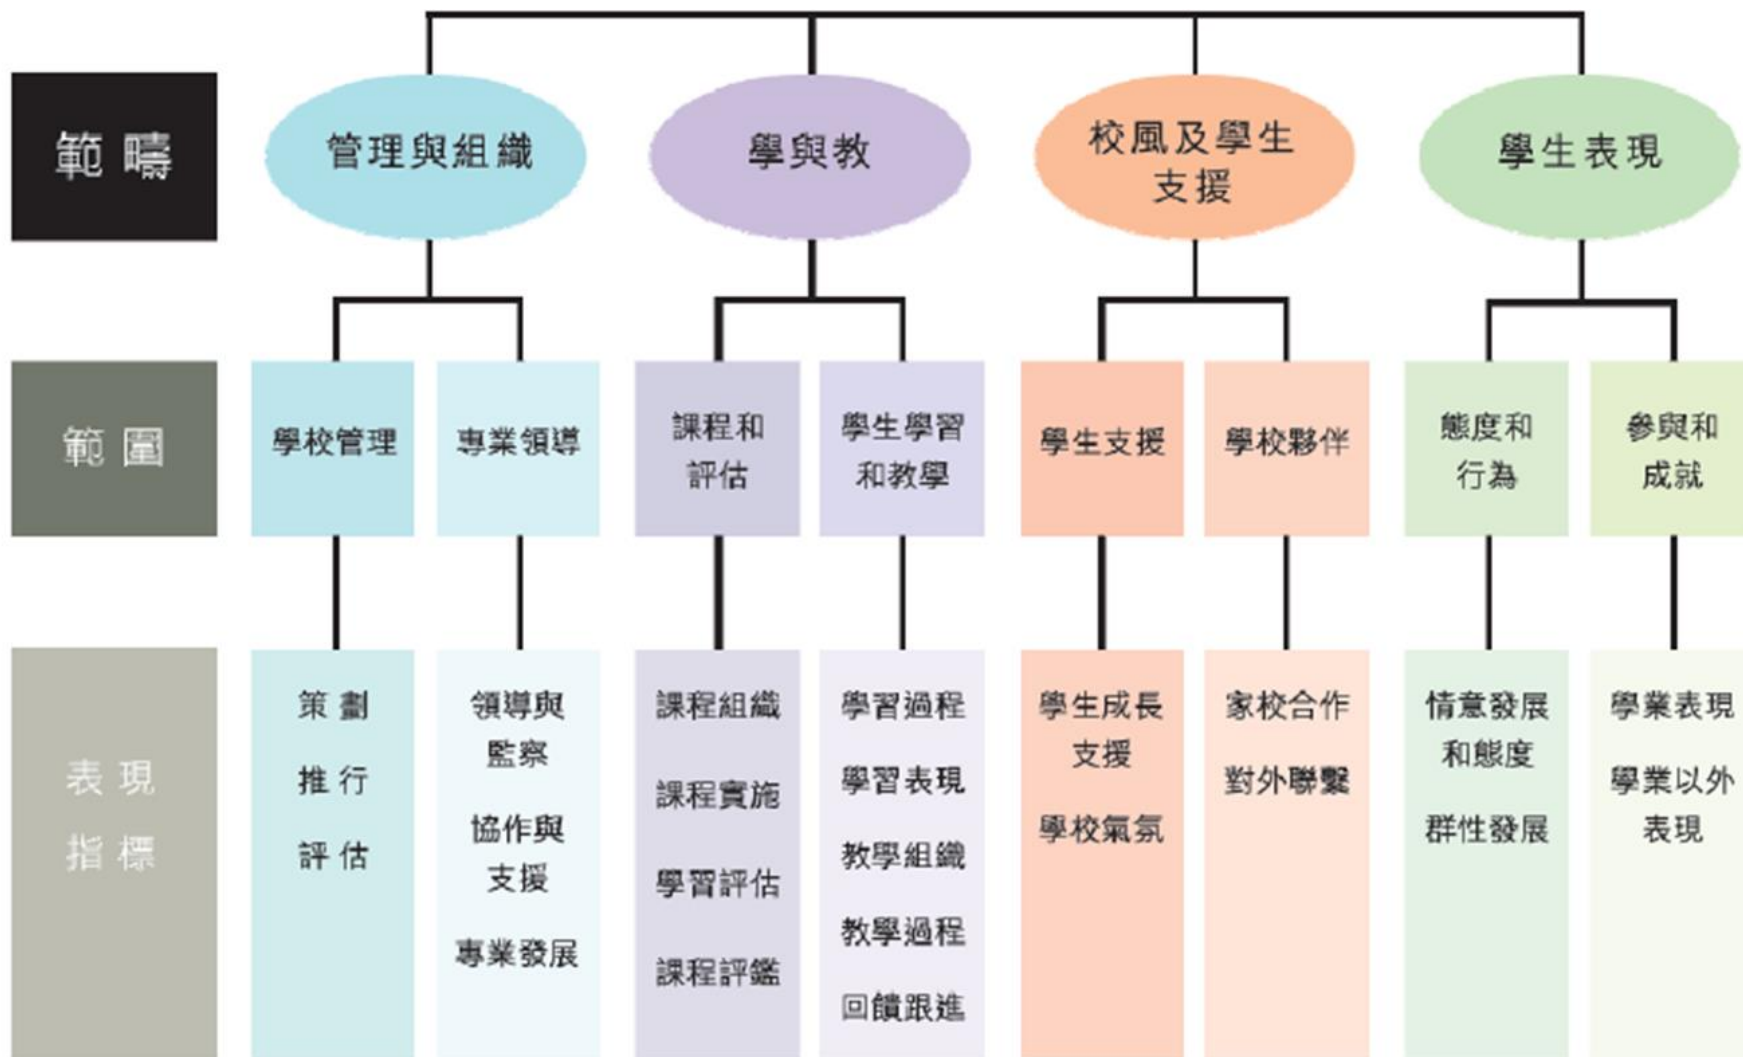 範疇
管理與組織
學與教
校風及學生
支援
學生表現
範圍
學校管理
專業領導
課程和
評估
學生學習
和教學
學生支援
學校夥伴
態度和
行為
參與和
成就
表現
指標
策劃
推行
評估
領導與
監察
協作與
支援
專業發展
課程組織
課程實施
學習評估
課程評鑑
學習過程
學習表現
教學組織
教學過程
回饋跟進
學生成長
支援
學校氣氛
家校合作
對外聯繫
情意發展
和態度
群性發展
學業表現
學業以外
表現